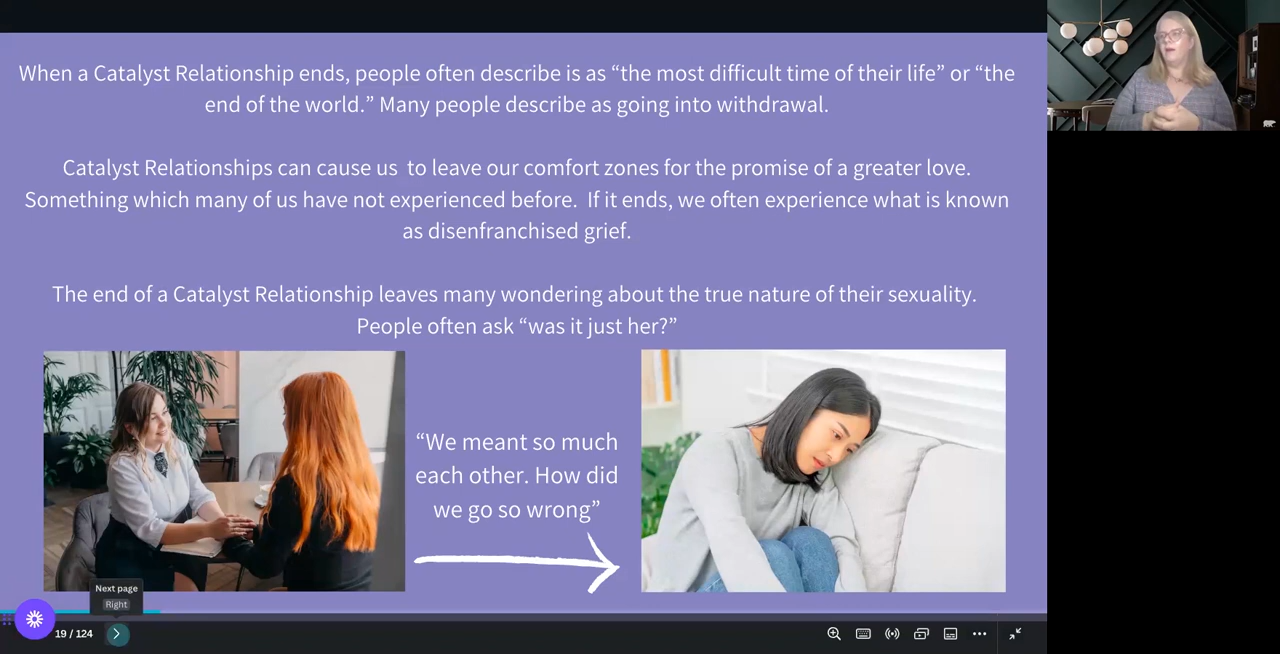 When a Catalyst Relationship ends, people often describe is as “the most difficult time of their life” or “the
end of the world.” Many people describe as going into withdrawal.
Catalyst Relationships can cause us to leave our comfort zones for the promise of a greater love.
Something which many of us have not experienced before. If it ends, we often experience what is known
as disenfranchised grief.
The end of a Catalyst Relationship leaves many wondering about the true nature of their sexuality.
People often ask “was it just her?”
“We meant so much
each other. How did
we go so wrong”
Next page
Right
19 / 124